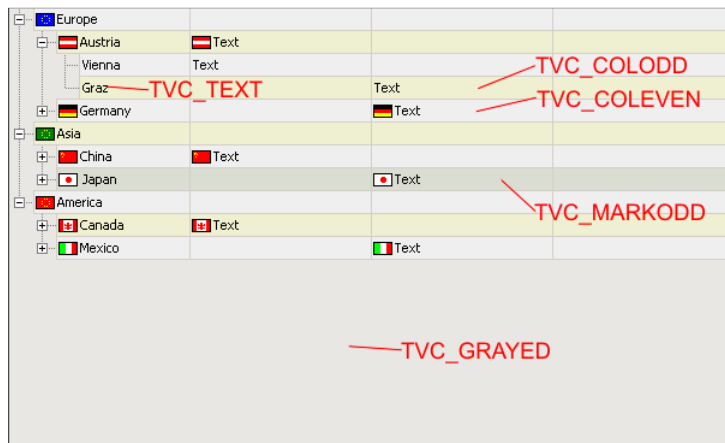 Europe
Austria Text
Vienna Text
TVC_COLODD
Graz TVC_TEXT Text
TVC_COLEVEN
Germany Text
Asia
China Text
Japan Text
America
TVC_MARKODD
Canada Text
Mexico Text
TVC_GRAYED